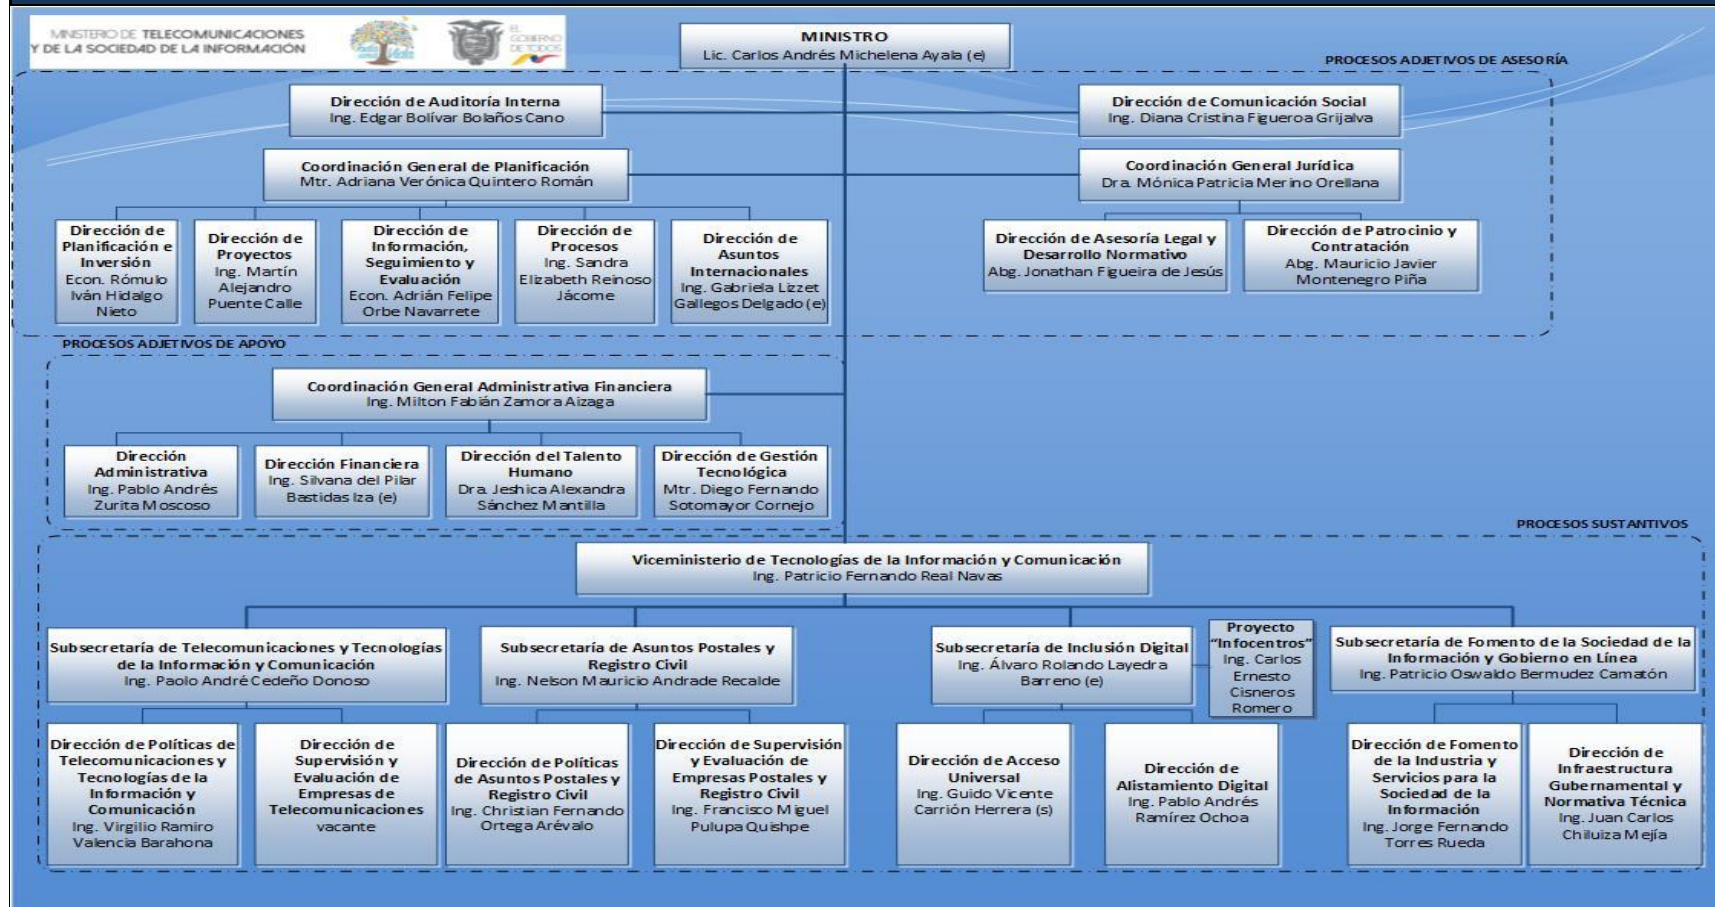 MINISTERIO DE TELECOMUNICACIONES
Y DE LA SOCIEDAD DE LA INFORMACIÓN
EL
GOBIERNO
DE TODOS
MINISTRO
Lic. Carlos Andrés Michelena Ayala (e)
PROCESOS ADJETIVOS DE ASESORÍA
Dirección de Auditoría Interna
Ing. Edgar Bolívar Bolaños Cano
Dirección de Comunicación Social
Ing. Diana Cristina Figueroa Grijalva
Coordinación General de Planificación
Mtr. Adriana Verónica Quintero Román
Coordinación General Jurídica
Dra. Mónica Patricia Merino Orellana
Dirección de
Planificación e
Inversión
Econ. Rómulo
Iván Hidalgo
Nieto
Dirección de
Proyectos
Ing. Martín
Alejandro
Puente Calle
Dirección de
Información,
Seguimiento y
Evaluación
Econ. Adrián Felipe
Orbe Navarrete
Dirección de
Procesos
Ing. Sandra
Elizabeth Reinoso
Jácome
Dirección de
Asuntos
Internacionales
Ing. Gabriela Lizzet
Gallegos Delgado (e)
Dirección de Asesoría Legal y
Desarrollo Normativo
Abg. Jonathan Figueira de Jesús
Dirección de Patrocinio y
Contratación
Abg. Mauricio Javier
Montenegro Piña
PROCESOS ADJETIVOS DE APOYO
Coordinación General Administrativa Financiera
Ing. Milton Fabián Zamora Aizaga
Dirección
Administrativa
Ing. Pablo Andrés
Zurita Moscoso
Dirección Financiera
Ing. Silvana del Pilar
Bastidas Iza (e)
Dirección del Talento
Humano
Dra. Jeshica Alexandra
Sánchez Mantilla
Dirección de Gestión
Tecnológica
Mtr. Diego Fernando
Sotomayor Cornejo
PROCESOS SUSTANTIVOS
Viceministerio de Tecnologías de la Información y Comunicación
Ing. Patricio Fernando Real Navas
Subsecretaría de Telecomunicaciones y Tecnologías
de la Información y Comunicación
Ing. Paolo André Cedeño Donoso
Subsecretaría de Asuntos Postales y
Registro Civil
Ing. Nelson Mauricio Andrade Recalde
Subsecretaría de Inclusión Digital
Ing. Álvaro Rolando Layedra
Barreno (e)
Proyecto
"Infocentros"
Ing. Carlos
Ernesto
Cisneros
Romero
Subsecretaría de Fomento de la Sociedad de la
Información y Gobierno en Línea
Ing. Patricio Oswaldo Bermudez Camatón
Dirección de Políticas de
Telecomunicaciones y
Tecnologías de la
Información y
Comunicación
Ing. Virgilio Ramiro
Valencia Barahona
Dirección de
Supervisión y
Evaluación de
Empresas de
Telecomunicaciones
vacante
Dirección de Políticas
de Asuntos Postales y
Registro Civil
Ing. Christian Fernando
Ortega Arévalo
Dirección de Supervisión
y Evaluación de
Empresas Postales y
Registro Civil
Ing. Francisco Miguel
Pulupa Quishpe
Dirección de Acceso
Universal
Ing. Guido Vicente
Carrión Herrera (s)
Dirección de
Alistamiento Digital
Ing. Pablo Andrés
Ramírez Ochoa
Dirección de Fomento
de la Industria y
Servicios para la
Sociedad de la
Información
Ing. Jorge Fernando
Torres Rueda
Dirección de
Infraestructura
Gubernamental y
Normativa Técnica
Ing. Juan Carlos
Chiluiza Mejía